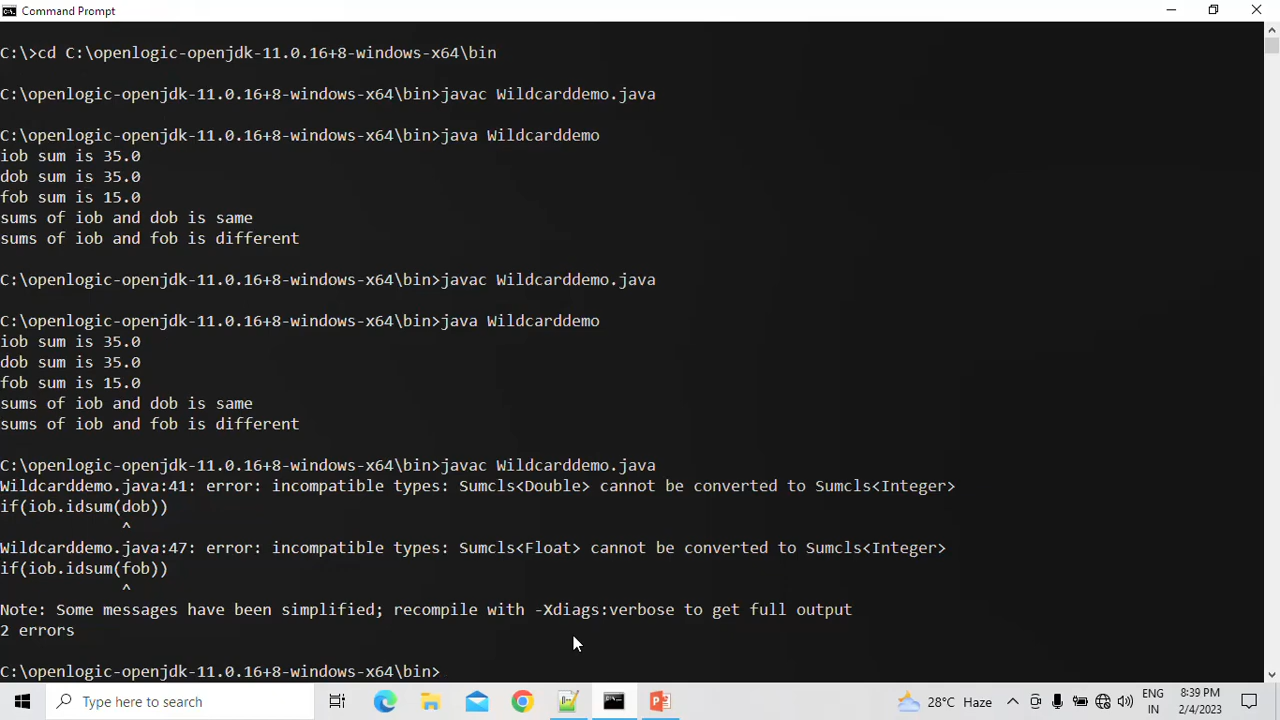 Command Prompt
C:\>cd C:\openlogic-openjdk-11.0.16+8-windows-x64\bin
C:\openlogic-openjdk-11.0.16+8-windows-x64\bin>javac Wildcarddemo.java
C:\openlogic-openjdk-11.0.16+8-windows-x64\bin>java Wildcarddemo
iob sum is 35.0
dob sum is 35.0
fob sum is 15.0
sums of iob and dob is same
sums of iob and fob is different
C:\openlogic-openjdk-11.0.16+8-windows-x64\bin>javac Wildcarddemo.java
C:\openlogic-openjdk-11.0.16+8-windows-x64\bin>java Wildcarddemo
iob sum is 35.0
dob sum is 35.0
fob sum is 15.0
sums of iob and dob is same
sums of iob and fob is different
C:\openlogic-openjdk-11.0.16+8-windows-x64\bin>javac Wildcarddemo.java
Wildcarddemo.java:41: error: incompatible types: Sumcls<Double> cannot be converted to Sumcls<Integer>
if(iob.idsum(dob))
^
Wildcarddemo.java:47: error: incompatible types: Sumcls<Float> cannot be converted to Sumcls<Integer>
if(iob.idsum(fob))
^
Note: Some messages have been simplified; recompile with -Xdiags:verbose to get full output
2 errors
C:\openlogic-openjdk-11.0.16+8-windows-x64\bin>
Type here to search
28°C Haze
ENG
IN
8:39 PM
2/4/2023